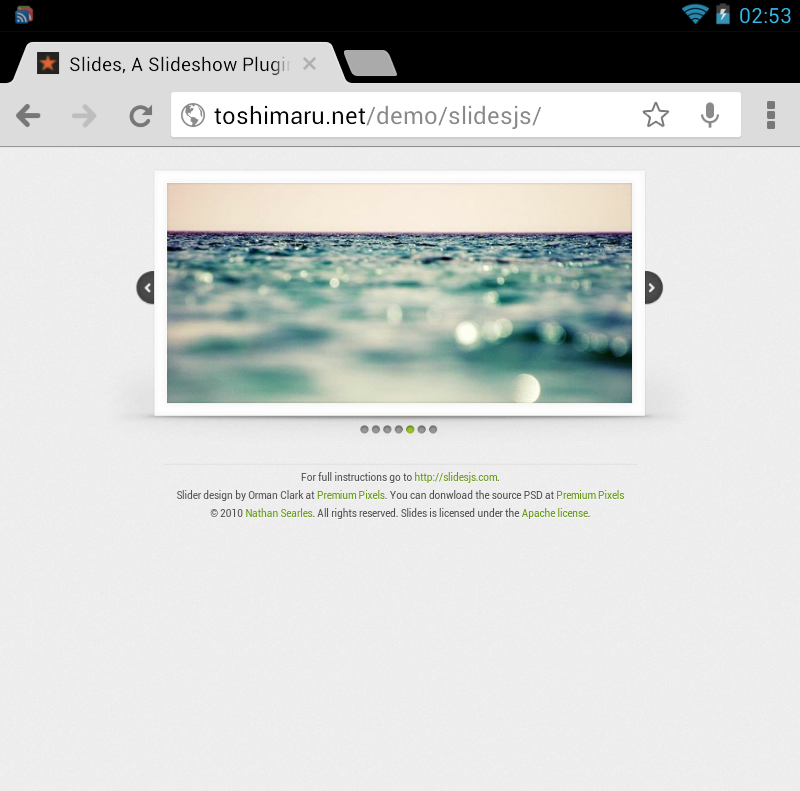 02:53
Slides, A Slideshow Plugin
toshimaru.net/demo/slidesjs/
For full instructions go to http://slidesjs.com.
Slider design by Orman Clark at Premium Pixels. You can donwload the source PSD at Premium Pixels
© 2010 Nathan Searles. All rights reserved. Slides is licensed under the Apache license.